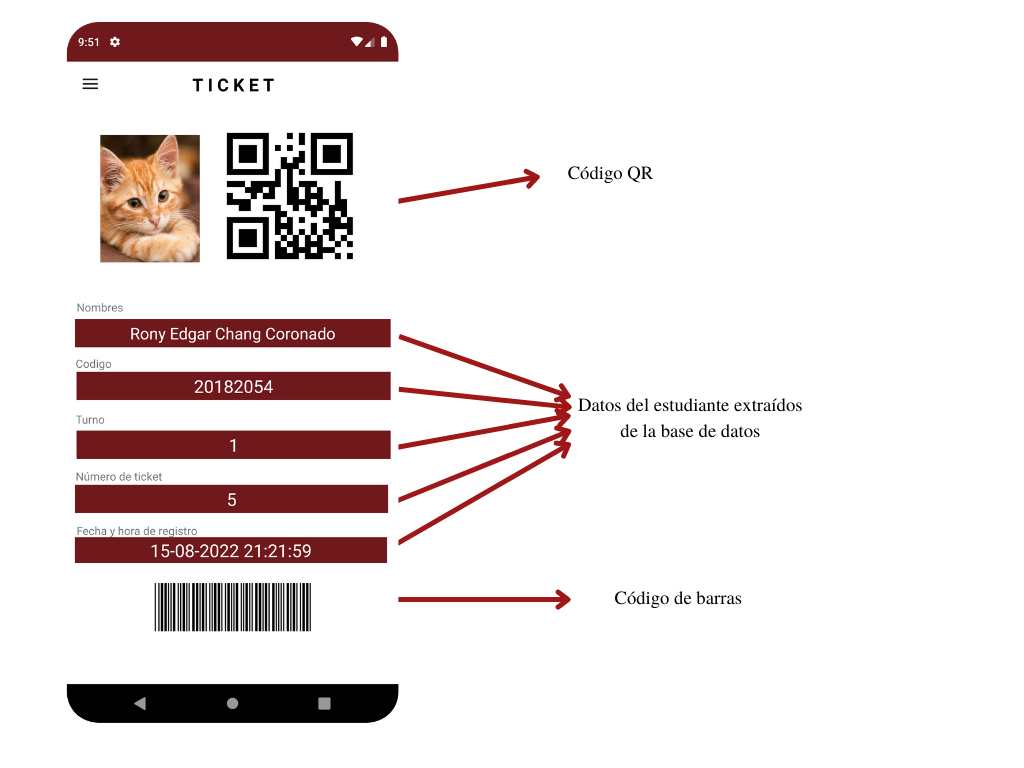 9:51
TICKET
Código QR
Nombres
Rony Edgar Chang Coronado
Codigo
20182054
Turno
1
Número de ticket
5
Fecha y hora de registro
15-08-2022 21:21:59
Datos del estudiante extraídos
de la base de datos
Código de barras